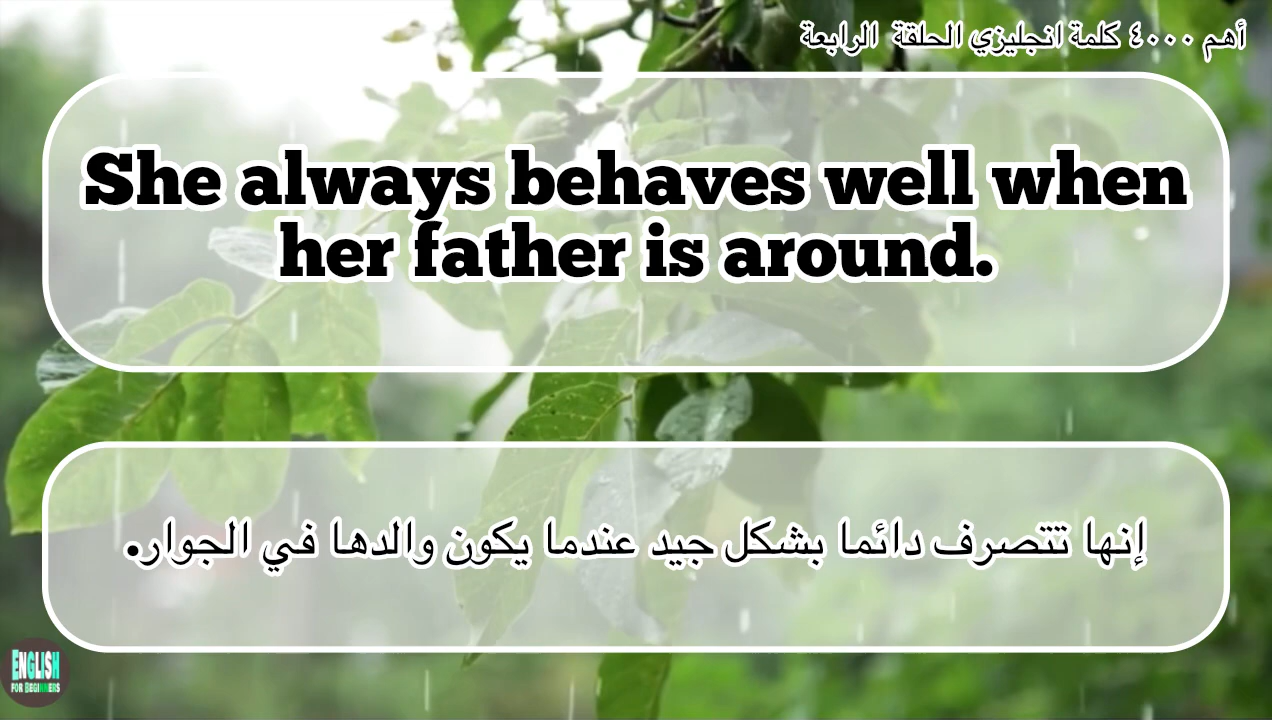 أهم ٤٠٠٠ كلمة انجليزي الحلقة الرابعة
She always behaves well when
her father is around.
إنها تتصرف دائما بشكل جيد عندما يكون والدها في الجوار.
ENGLISH
FOR BEGINNERS